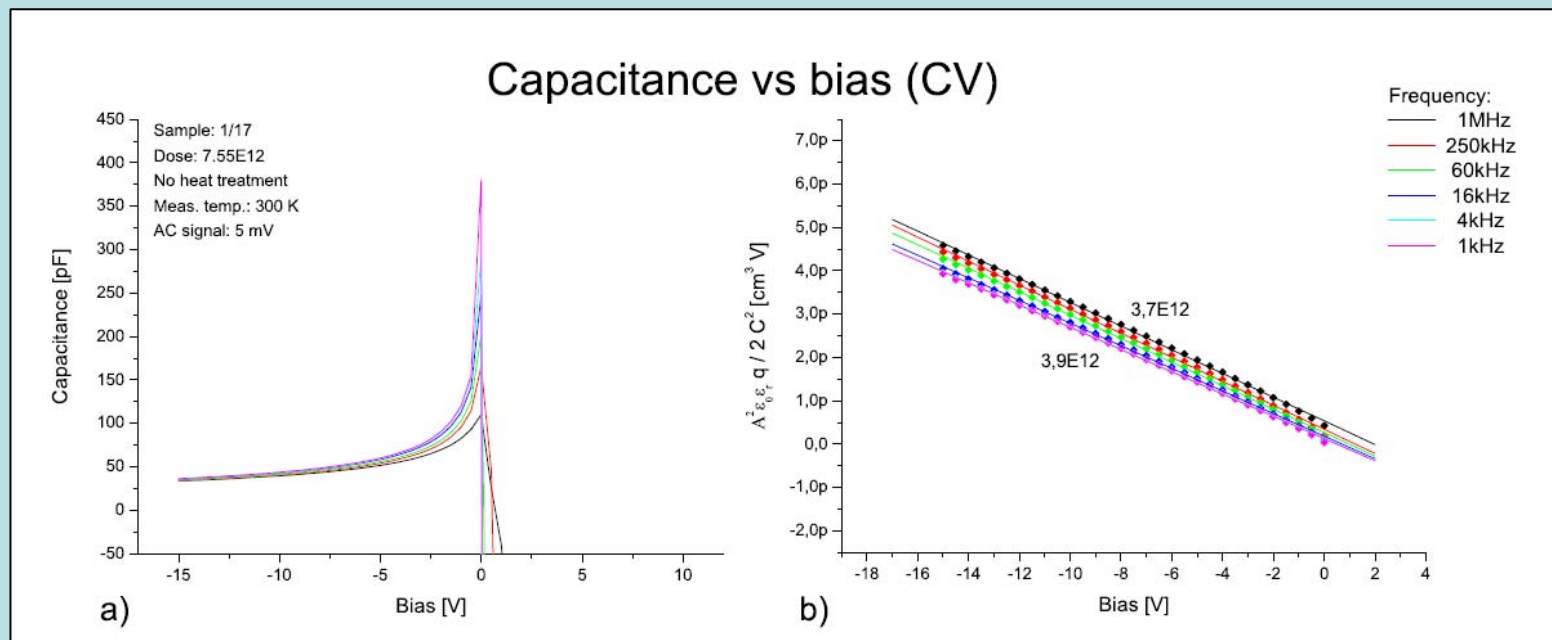 Capacitance vs bias (CV)
Capacitance [pF]
450
400
350
300
250
200
150
100
50
0
-50
Sample: 1/17
Dose: 7.55E12
No heat treatment
Meas. temp.: 300 K
AC signal: 5 mV
-15 -10 -5 0 5 10
Bias [V]
a)
A² ε₀ εᵣ q / 2 C² [cm³ V]
7,0p
6,0p
5,0p
4,0p
3,0p
2,0p
1,0p
0,0
-1,0p
-2,0p
3,7E12
3,9E12
-18 -16 -14 -12 -10 -8 -6 -4 -2 0 2 4
Bias [V]
b)
Frequency:
1MHz
250kHz
60kHz
16kHz
4kHz
1kHz